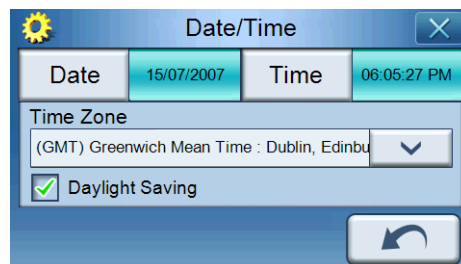 Date/Time
Date 15/07/2007 Time 06:05:27 PM
Time Zone
(GMT) Greenwich Mean Time : Dublin, Edinbu
Daylight Saving